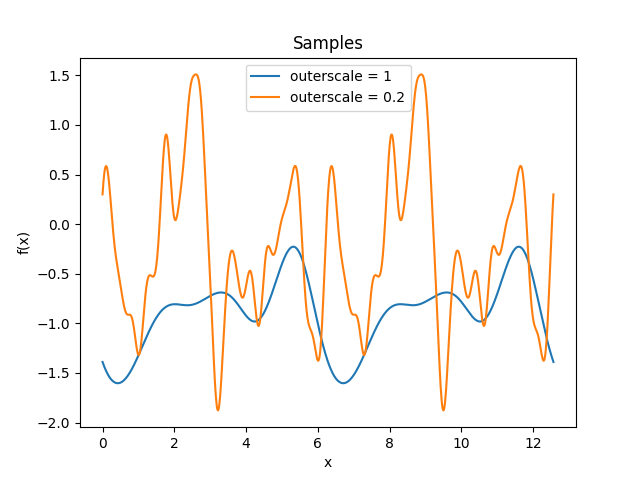 Samples
outerscale = 1
outerscale = 0.2
f(x)
1.5
1.0
0.5
0.0
−0.5
−1.0
−1.5
−2.0
0 2 4 6 8 10 12
x